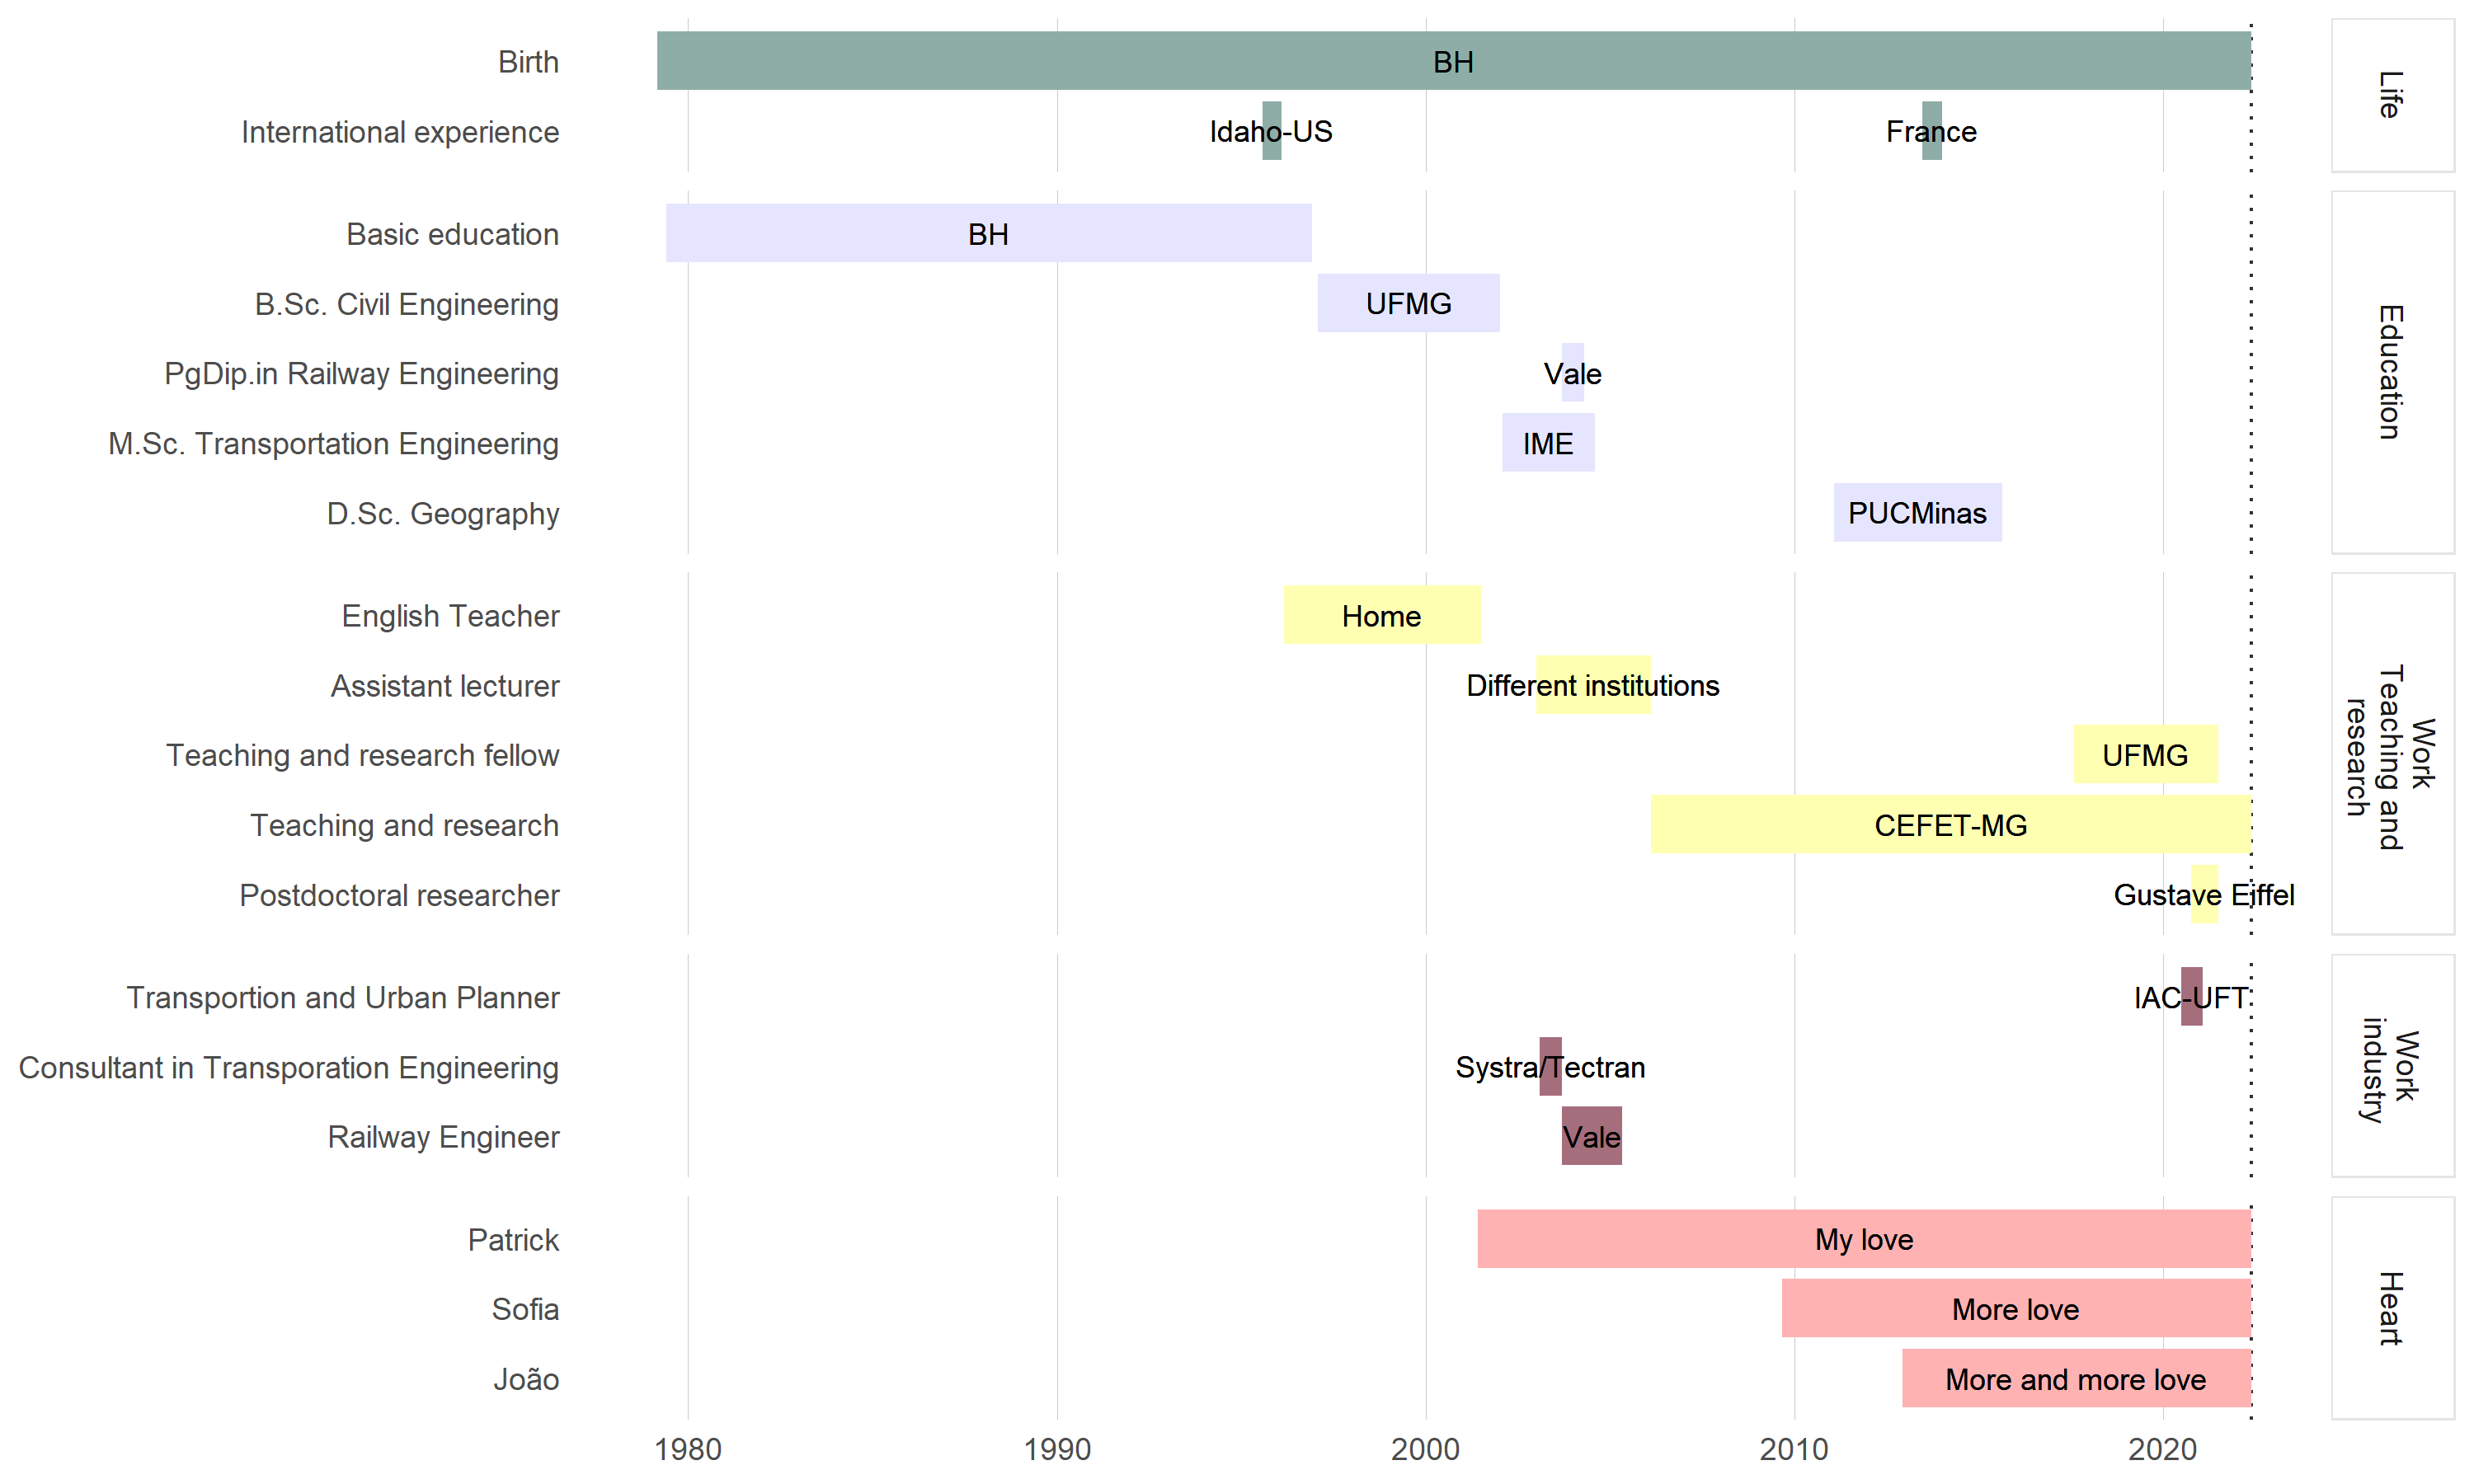 Birth
BH
International experience
Idaho-US
France
Life
Basic education
BH
B.Sc. Civil Engineering
UFMG
PgDip.in Railway Engineering
Vale
M.Sc. Transportation Engineering
IME
D.Sc. Geography
PUCMinas
Education
English Teacher
Home
Assistant lecturer
Different institutions
Teaching and research fellow
UFMG
Teaching and research
CEFET-MG
Postdoctoral researcher
Gustave Eiffel
Work
Teaching and
research
Transportion and Urban Planner
IAC-UFT
Consultant in Transporation Engineering
Systra/Tectran
Railway Engineer
Vale
Work
industry
Patrick
My love
Sofia
More love
João
More and more love
Heart
1980
1990
2000
2010
2020